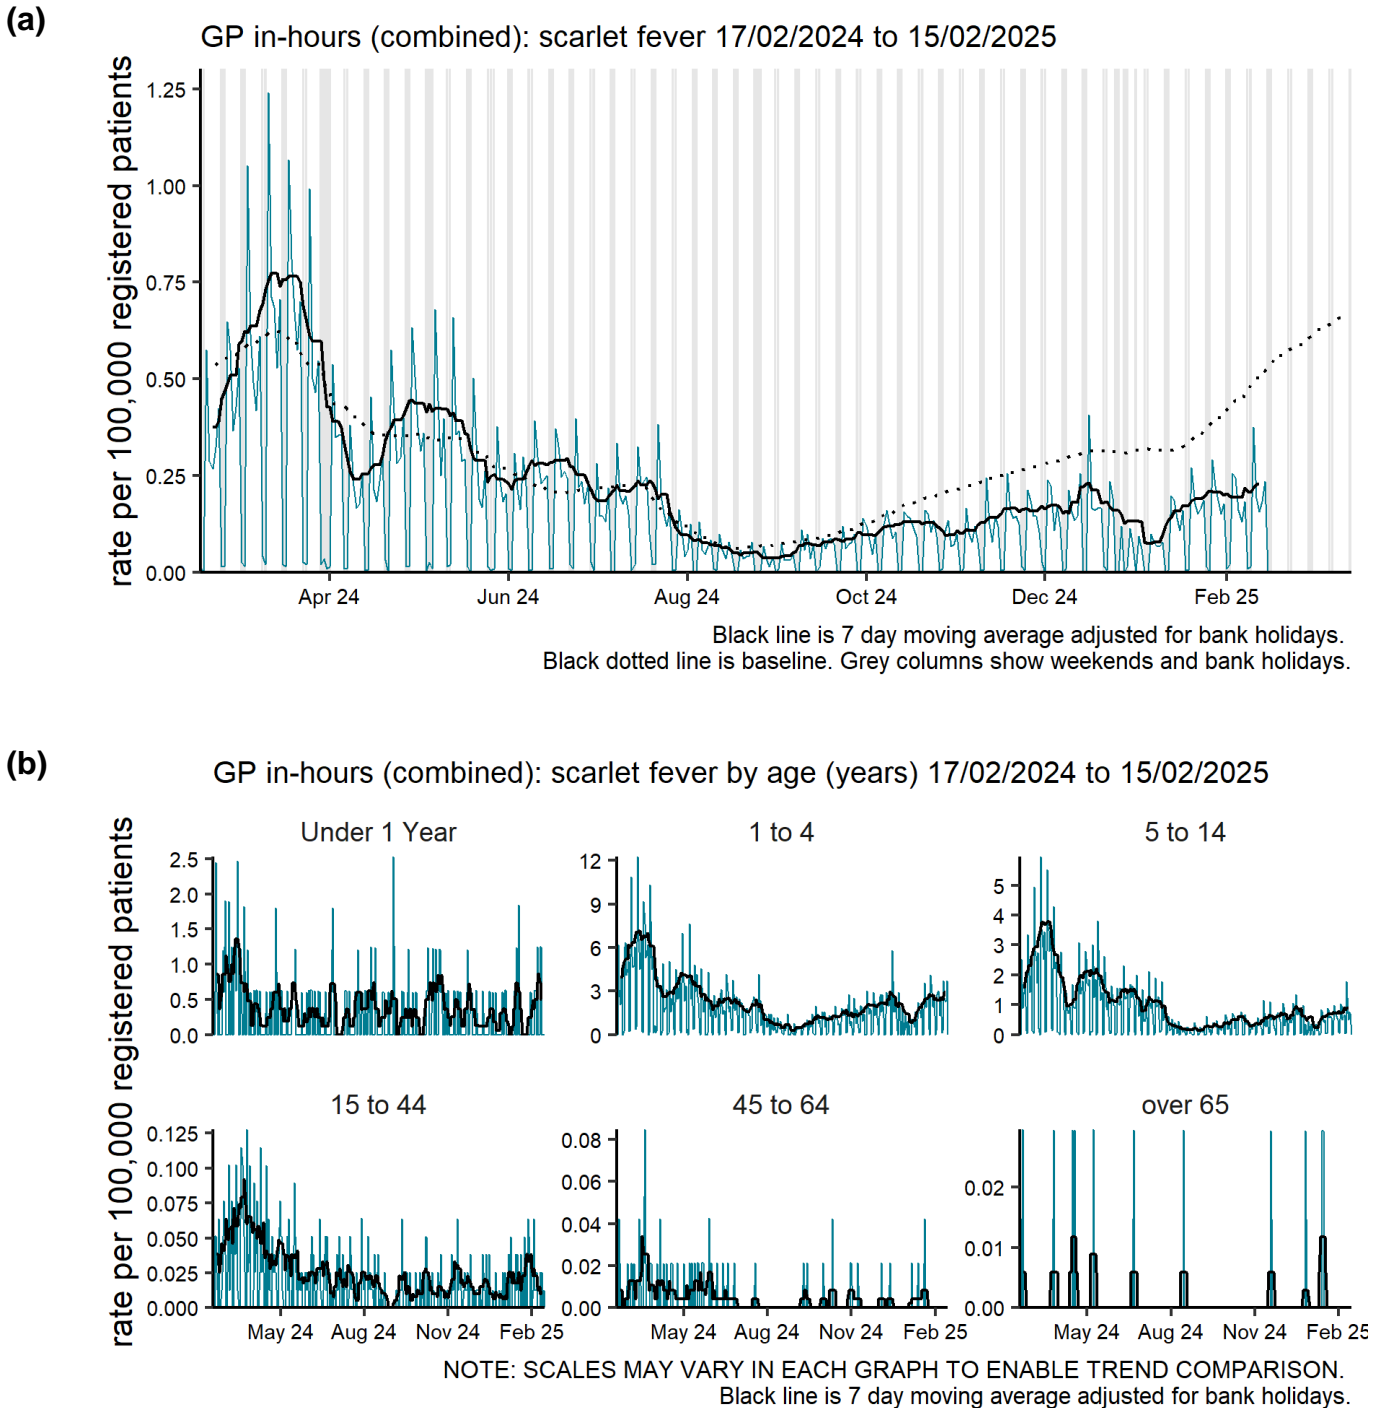 (a)
GP in-hours (combined): scarlet fever 17/02/2024 to 15/02/2025
rate per 100,000 registered patients
1.25
1.00
0.75
0.50
0.25
0.00
Apr 24 Jun 24 Aug 24 Oct 24 Dec 24 Feb 25
Black line is 7 day moving average adjusted for bank holidays.
Black dotted line is baseline. Grey columns show weekends and bank holidays.
(b)
GP in-hours (combined): scarlet fever by age (years) 17/02/2024 to 15/02/2025
rate per 100,000 registered patients
Under 1 Year
2.5
2.0
1.5
1.0
0.5
0.0
1 to 4
12
9
6
3
0
5 to 14
5
4
3
2
1
0
15 to 44
0.125
0.100
0.075
0.050
0.025
0.000
May 24 Aug 24 Nov 24 Feb 25
45 to 64
0.08
0.06
0.04
0.02
0.00
May 24 Aug 24 Nov 24 Feb 25
over 65
0.02
0.01
0.00
May 24 Aug 24 Nov 24 Feb 25
NOTE: SCALES MAY VARY IN EACH GRAPH TO ENABLE TREND COMPARISON.
Black line is 7 day moving average adjusted for bank holidays.